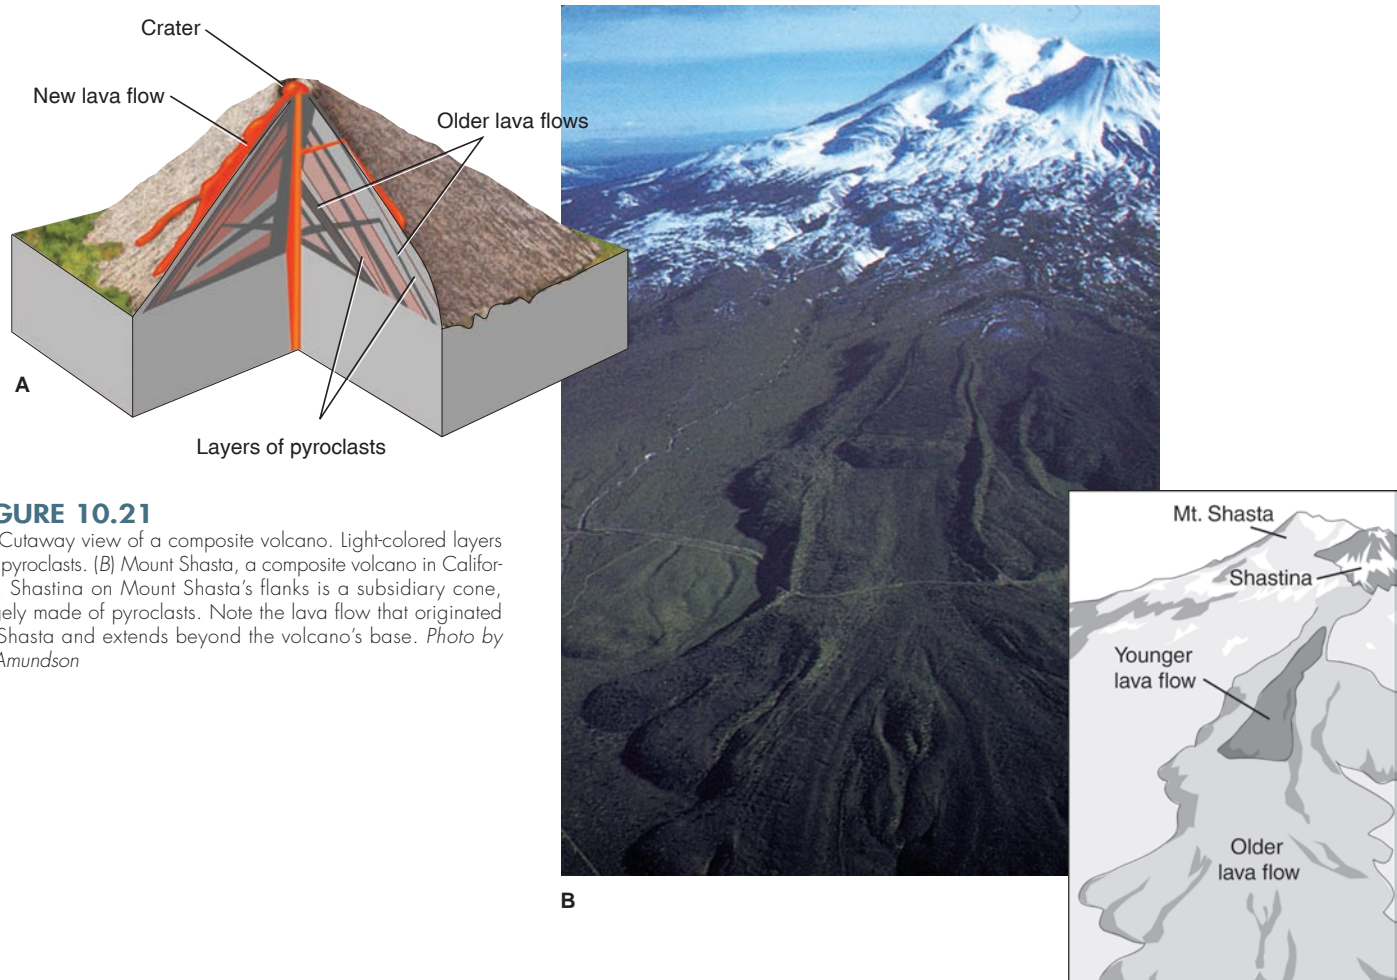 Crater
New lava flow
Older lava flows
A
Layers of pyroclasts
GURE 10.21
Cutaway view of a composite volcano. Light-colored layers
pyroclasts. (B) Mount Shasta, a composite volcano in Califor-
Shastina on Mount Shasta's flanks is a subsidiary cone,
gely made of pyroclasts. Note the lava flow that originated
Shasta and extends beyond the volcano's base. Photo by
Amundson
B
Mt. Shasta
Shastina
Younger
lava flow
Older
lava flow